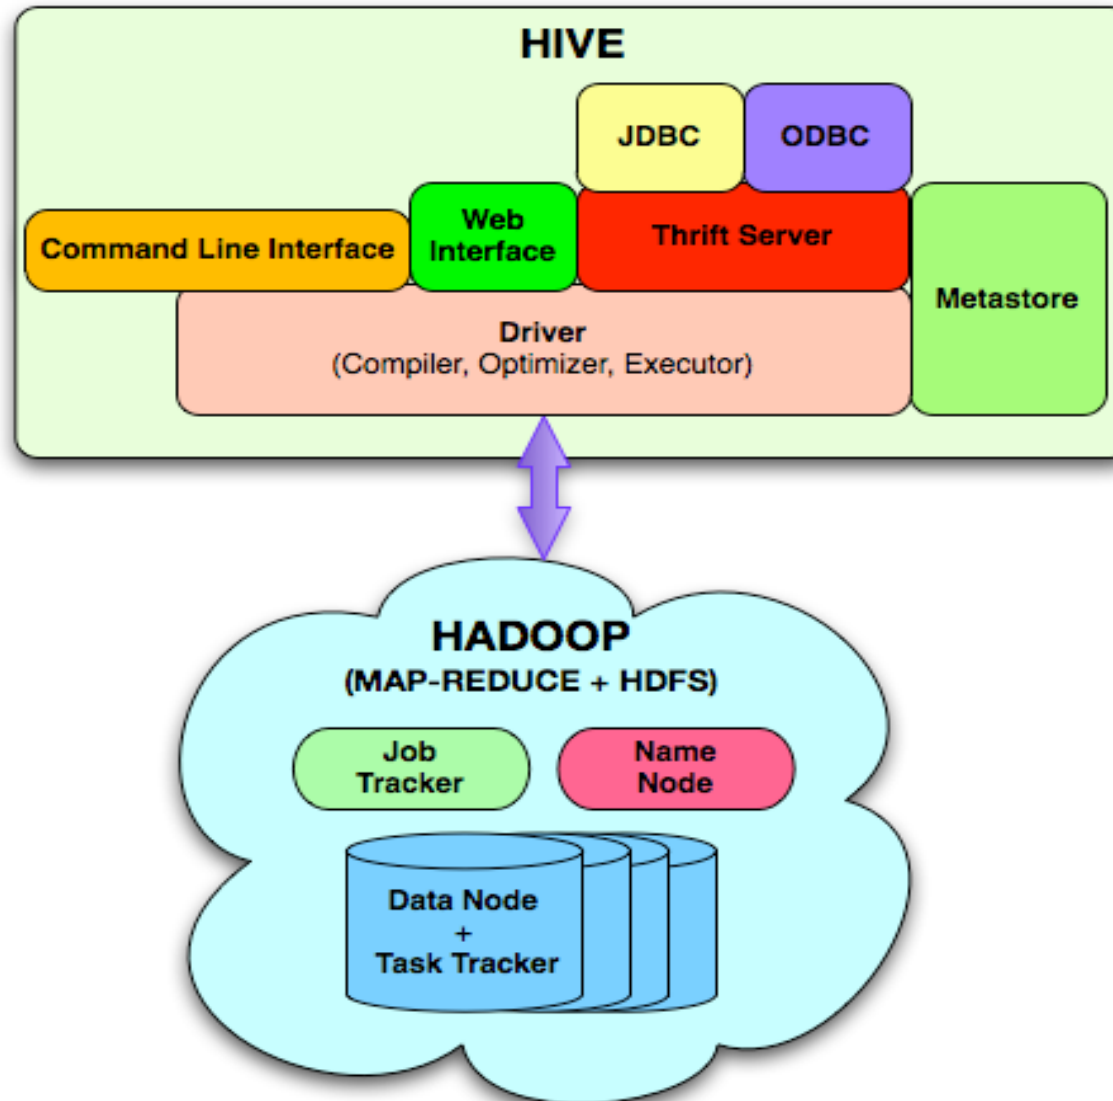 HIVE
JDBC
ODBC
Command Line Interface
Web
Interface
Thrift Server
Metastore
Driver
(Compiler, Optimizer, Executor)
HADOOP
(MAP-REDUCE + HDFS)
Job
Tracker
Name
Node
Data Node
+
Task Tracker